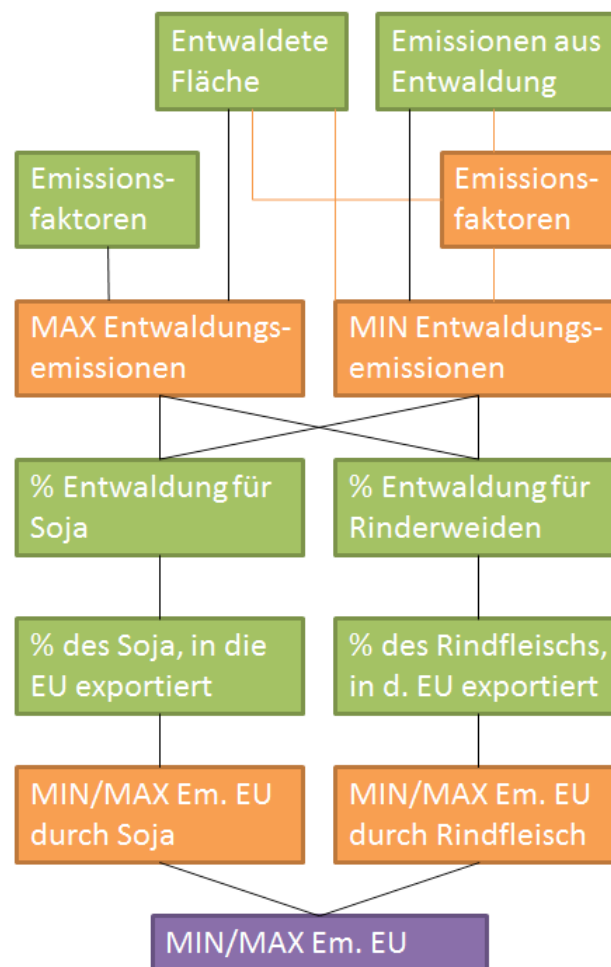 Entwaldete
Fläche
Emissionen aus
Entwaldung
Emissions-
faktoren
Emissions-
faktoren
MAX Entwaldungs-
emissionen
MIN Entwaldungs-
emissionen
% Entwaldung für
Soja
% Entwaldung für
Rinderweiden
% des Soja, in die
EU exportiert
% des Rindfleischs,
in d. EU exportiert
MIN/MAX Em. EU
durch Soja
MIN/MAX Em. EU
durch Rindfleisch
MIN/MAX Em. EU